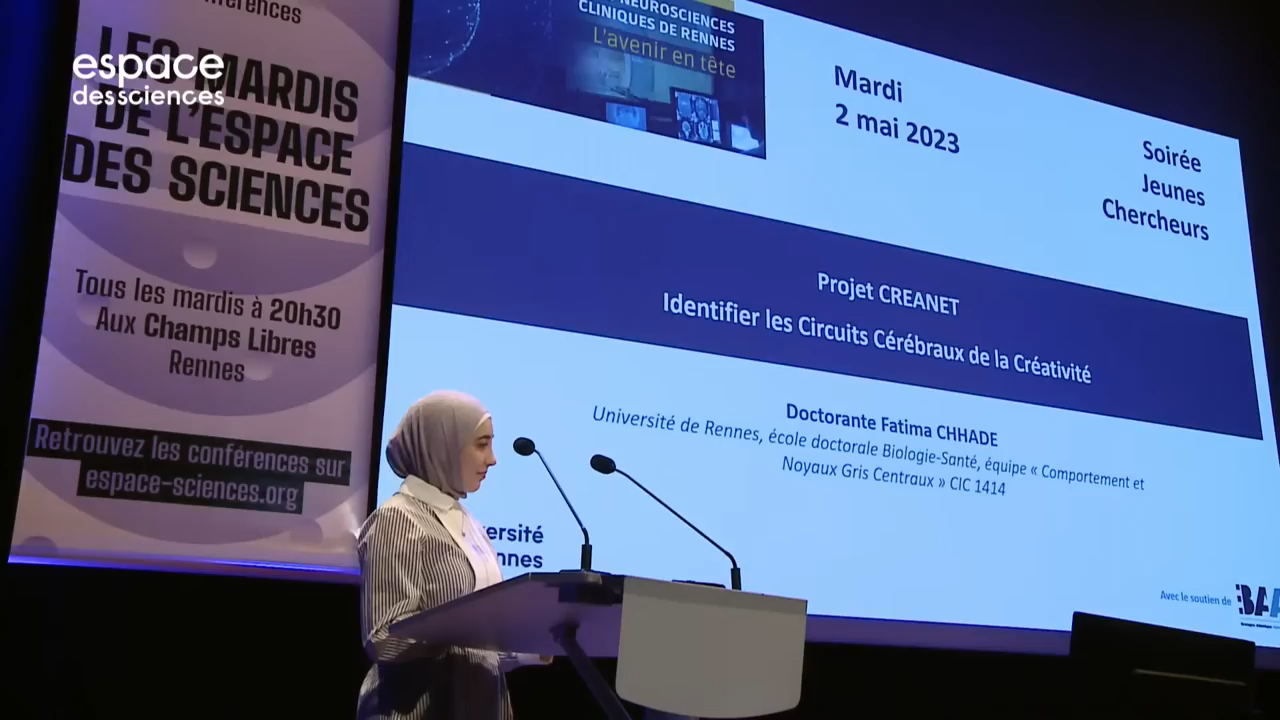 espace
des sciences
LES MARDIS
DE L'ESPACE
DES SCIENCES
Tous les mardis à 20h30
Aux Champs Libres
Rennes
Retrouvez les conférences sur
espace-sciences.org
NEUROSCIENCES
CLINIQUES DE RENNES
L'avenir en tête
Mardi
2 mai 2023
Soirée
Jeunes
Chercheurs
Projet CREANET
Identifier les Circuits Cérébraux de la Créativité
Doctorante Fatima CHHADE
Université de Rennes, école doctorale Biologie-Santé, équipe « Comportement et
Noyaux Gris Centraux » CIC 1414
Avec le soutien de